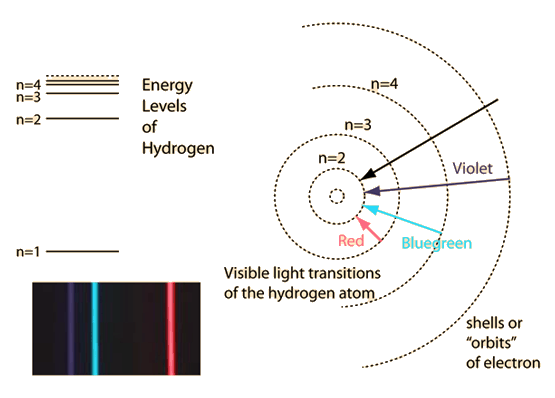 n=4
n=3
n=2
n=1
Energy
Levels
of
Hydrogen
n=4
n=3
n=2
Violet
Red
Bluegreen
Visible light transitions
of the hydrogen atom
shells or
"orbits"
of electron